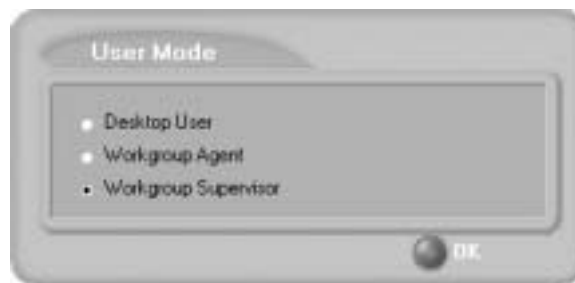 User Mode
Desktop User
Workgroup Agent
Workgroup Supervisor
OK